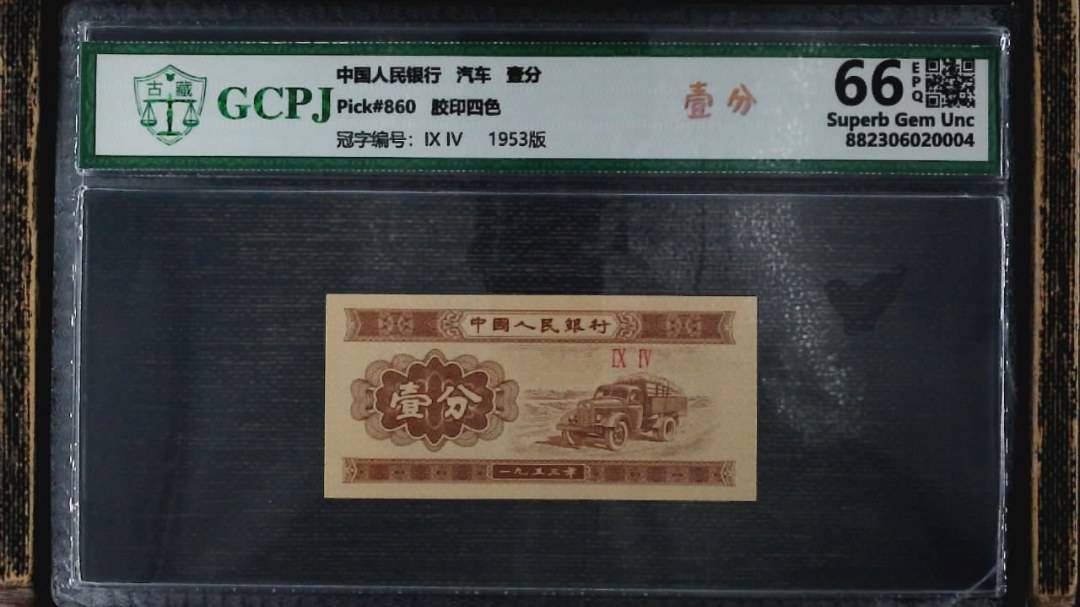 古 藏
GCPJ
中国人民银行 汽车 壹分
Pick#860 胶印四色
冠字编号: IX IV 1953版
壹分
66 EPQ
Superb Gem Unc
882306020004
中國人民銀行
IX IV
壹分
一九五三年